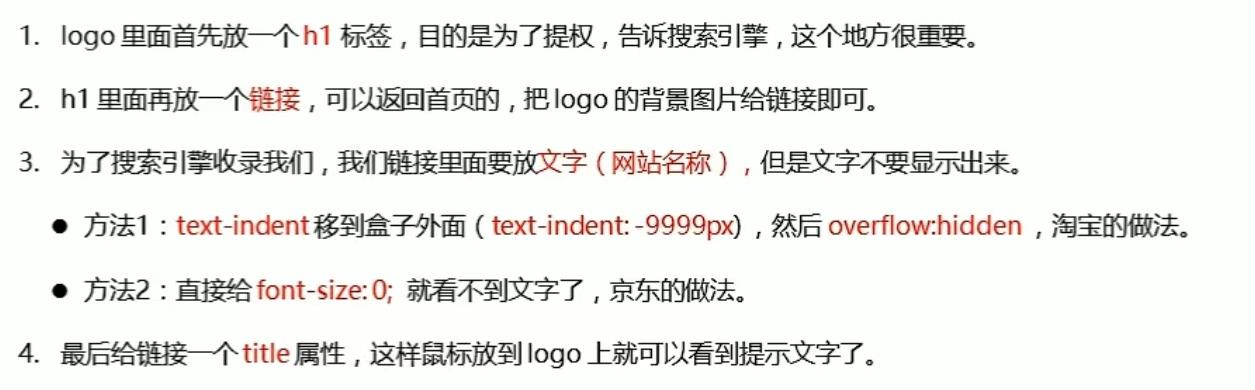 1. logo 里面首先放一个 h1 标签，目的是为了提权，告诉搜索引擎，这个地方很重要。
2. h1 里面再放一个链接，可以返回首页的，把 logo 的背景图片给链接即可。
3. 为了搜索引擎收录我们，我们链接里面要放文字（网站名称），但是文字不要显示出来。
● 方法1：text-indent 移到盒子外面（text-indent: -9999px)，然后 overflow:hidden ，淘宝的做法。
● 方法2：直接给 font-size: 0; 就看不到文字了，京东的做法。
4. 最后给链接一个 title 属性，这样鼠标放到 logo 上就可以看到提示文字了。